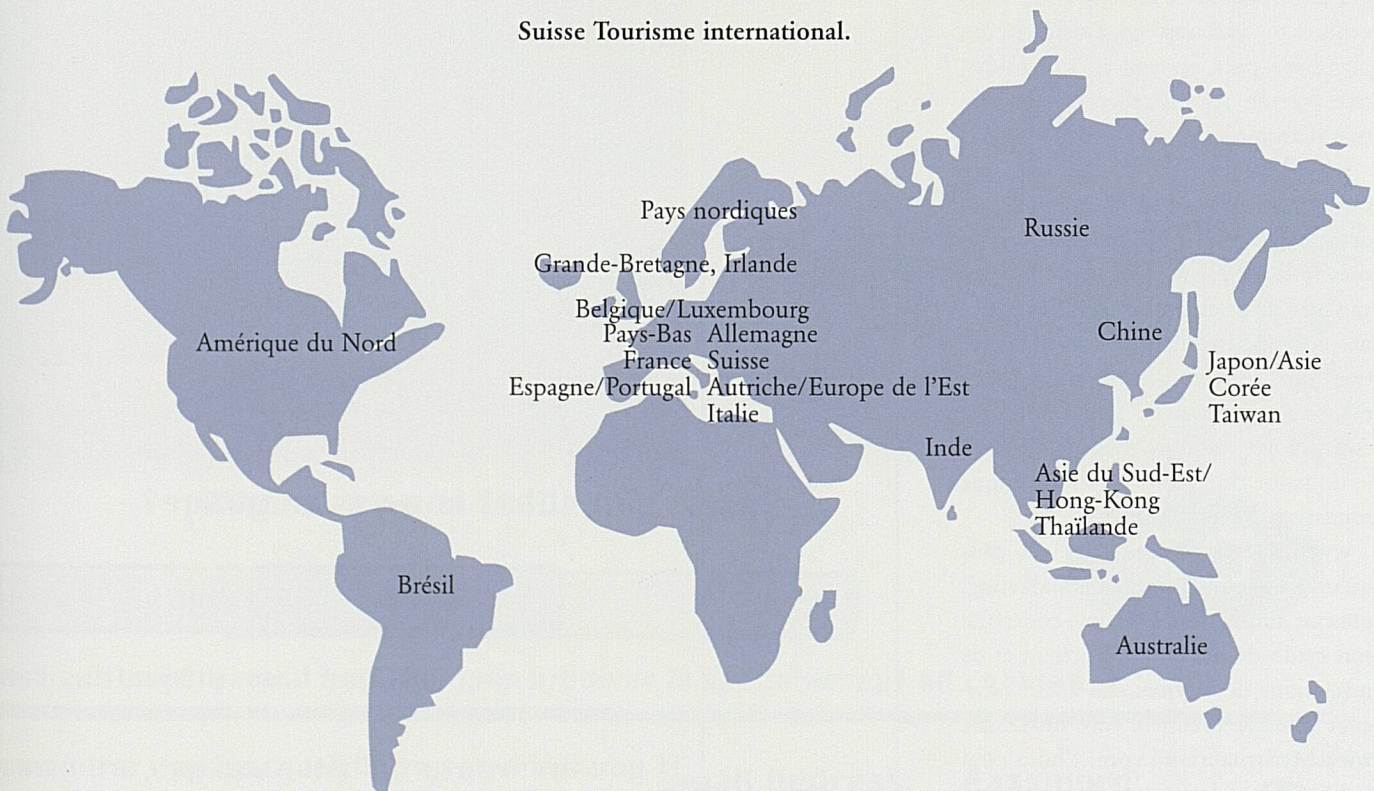 Suisse Tourisme international.
Pays nordiques
Russie
Grande-Bretagne, Irlande
Belgique/Luxembourg
Pays-Bas Allemagne
Chine
Amérique du Nord
France Suisse
Japon/Asie
Espagne/Portugal Autriche/Europe de l'Est
Corée
Italie
Taiwan
Inde
Asie du Sud-Est/
Hong-Kong
Thaïlande
Brésil
Australie